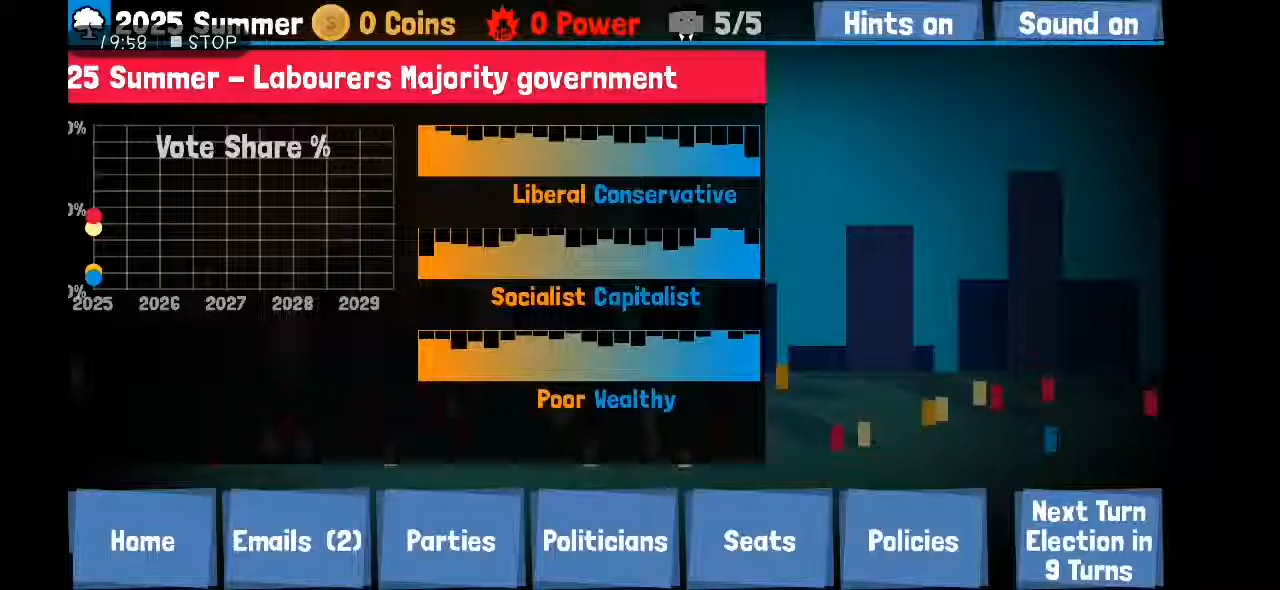 2025 Summer 0 Coins 0 Power 5/5 Hints on Sound on
/ 9:58 STOP
25 Summer – Labourers Majority government
Vote Share %
Liberal Conservative
Socialist Capitalist
2025 2026 2027 2028 2029
Poor Wealthy
Home
Emails (2)
Parties
Politicians
Seats
Policies
Next Turn
Election in
9 Turns